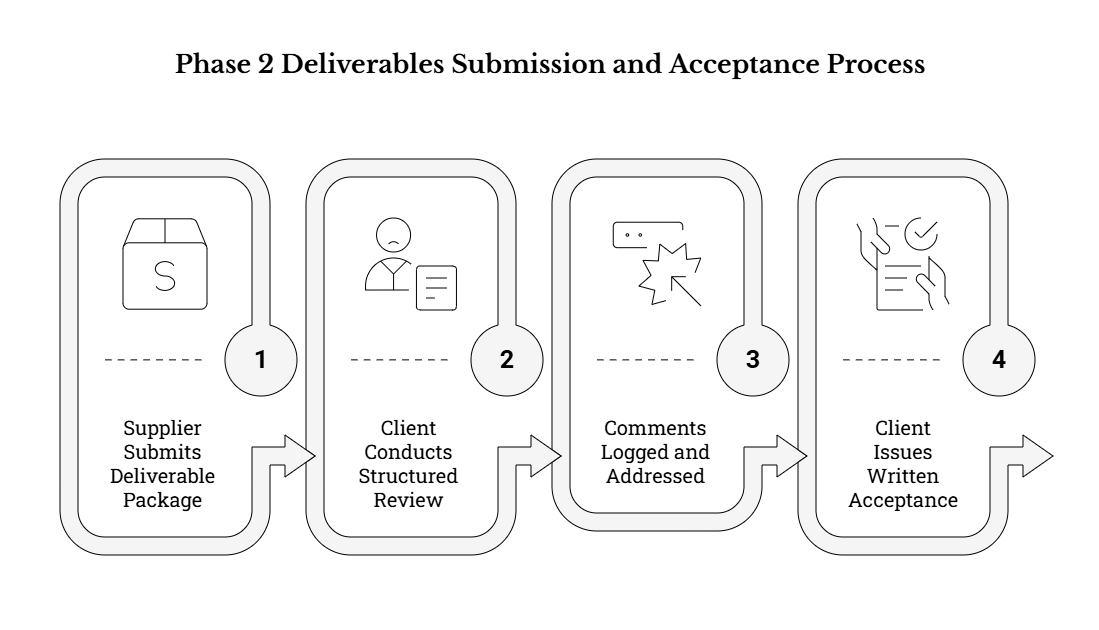 Phase 2 Deliverables Submission and Acceptance Process
S
1
Supplier
Submits
Deliverable
Package
2
Client
Conducts
Structured
Review
3
Comments
Logged and
Addressed
4
Client
Issues
Written
Acceptance